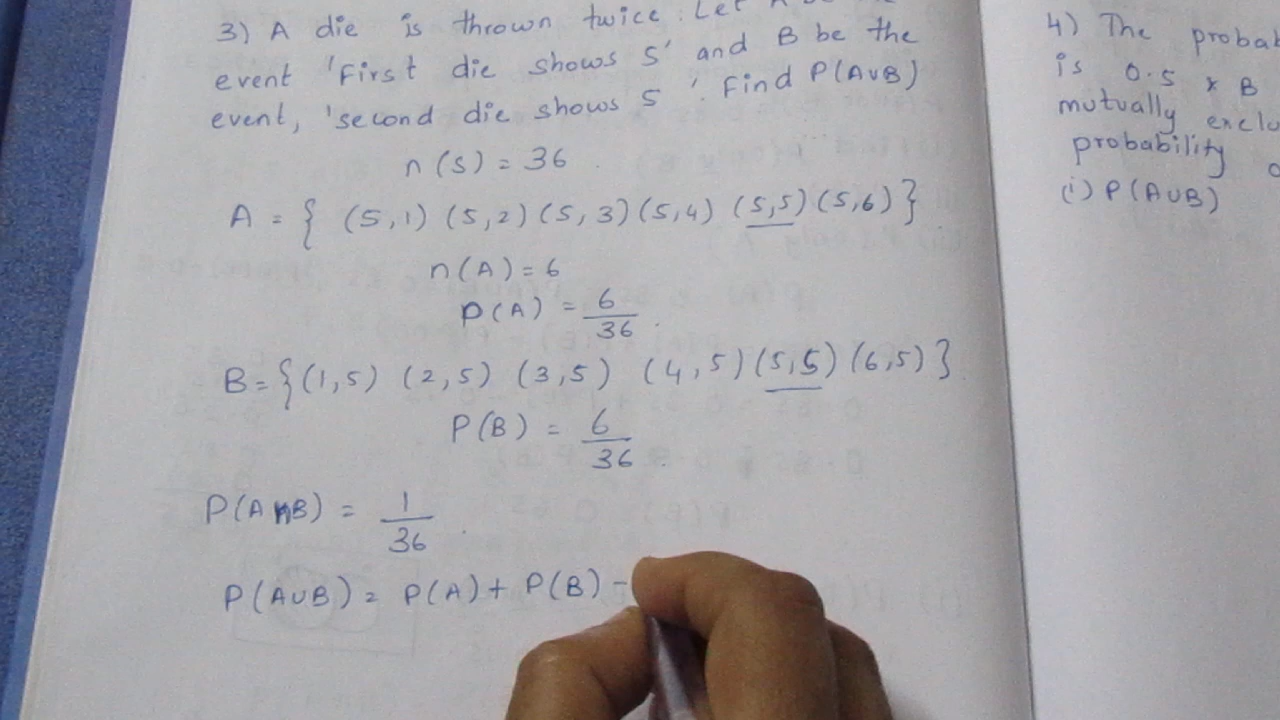 3) A die is thrown twice. Let A
event 'First die shows 5' and B be the
event, 'second die shows 5'. Find P(A∪B)
n(S) = 36.
A = { (5,1) (5,2) (5,3) (5,4) (5,5) (5,6) }
n(A) = 6
P(A) = 6/36.
B = { (1,5) (2,5) (3,5) (4,5) (5,5) (6,5) }
P(B) = 6/36.
P(A∩B) = 1/36.
P(A∪B) = P(A) + P(B) -
4) The
is 0.5 & B
mutually
probability
(i) P(A∪B)